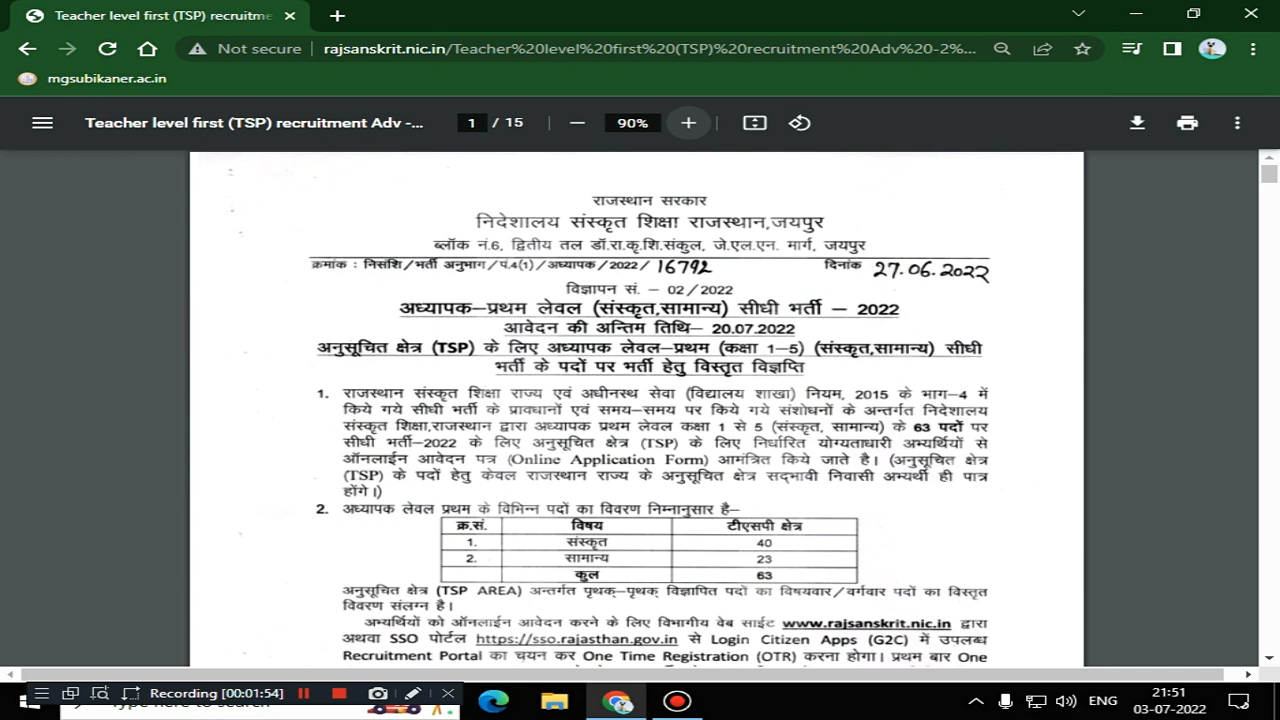 Teacher level first (TSP) recruitme
Not secure
rajsanskrit.nic.in/Teacher%20level%20first%20(TSP)%20recruitment%20Adv%20-2%...
mgsubikaner.ac.in
Teacher level first (TSP) recruitment Adv -...
1 / 15
90%
राजस्थान सरकार
निदेशालय संस्कृत शिक्षा राजस्थान,जयपुर
ब्लॉक नं.6, द्वितीय तल डॉ.रा.कृ.शि.संकुल, जे.एल.एन. मार्ग, जयपुर
क्रमांक : निसंशि/भर्ती अनुभाग/पं.4(1)/अध्यापक/2022/ 16792 दिनांक 27.06.2022
विज्ञापन सं. – 02/2022
अध्यापक–प्रथम लेवल (संस्कृत,सामान्य) सीधी भर्ती – 2022
आवेदन की अन्तिम तिथि– 20.07.2022
अनुसूचित क्षेत्र (TSP) के लिए अध्यापक लेवल–प्रथम (कक्षा 1–5) (संस्कृत,सामान्य) सीधी
भर्ती के पदों पर भर्ती हेतु विस्तृत विज्ञप्ति
1. राजस्थान संस्कृत शिक्षा राज्य एवं अधीनस्थ सेवा (विद्यालय शाखा) नियम, 2015 के भाग–4 में
किये गये सीधी भर्ती के प्रावधानों एवं समय–समय पर किये गये संशोधनों के अन्तर्गत निदेशालय
संस्कृत शिक्षा,राजस्थान द्वारा अध्यापक प्रथम लेवल कक्षा 1 से 5 (संस्कृत, सामान्य) के 63 पदों पर
सीधी भर्ती–2022 के लिए अनुसूचित क्षेत्र (TSP) के लिए निर्धारित योग्यताधारी अभ्यर्थियों से
ऑनलाईन आवेदन पत्र (Online Application Form) आमंत्रित किये जाते है। (अनुसूचित क्षेत्र
(TSP) के पदों हेतु केवल राजस्थान राज्य के अनुसूचित क्षेत्र सद्भावी निवासी अभ्यर्थी ही पात्र
होंगे।)
2. अध्यापक लेवल प्रथम के विभिन्न पदों का विवरण निम्नानुसार है–
क्र.सं. विषय टीएसपी क्षेत्र
1. संस्कृत 40
2. सामान्य 23
कुल 63
अनुसूचित क्षेत्र (TSP AREA) अन्तर्गत पृथक्–पृथक् विज्ञापित पदों का विषयवार/वर्गवार पदों का विस्तृत
विवरण संलग्न है।
अभ्यर्थियों को ऑनलाईन आवेदन करने के लिए विभागीय वेब साईट www.rajsanskrit.nic.in द्वारा
अथवा SSO पोर्टल https://sso.rajasthan.gov.in से Login Citizen Apps (G2C) में उपलब्ध
Recruitment Portal का चयन कर One Time Registration (OTR) करना होगा। प्रथम बार One
Recording [00:01:54]
ENG
21:51
03-07-2022